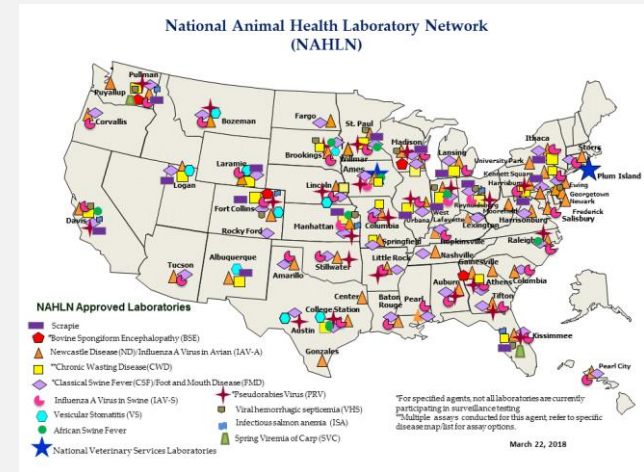 National Animal Health Laboratory Network
(NAHLN)
Pullman
Puyallup
Corvallis
Bozeman
Fargo
St. Paul
Brookings
Willmar
Madison
Lansing
Ithaca
Storrs
Plum Island
University Park
Kennett Square
Harrisburg
Ewing
Georgetown
Newark
Frederick
Salisbury
Laramie
Logan
Ames
Lincoln
Urbana
West
Lafayette
Reynoldsburg
Moorefield
Harrisonburg
Lexington
Davis
Fort Collins
Rocky Ford
Manhattan
Columbia
Springfield
Hopkinsville
Raleigh
Tucson
Albuquerque
Amarillo
Stillwater
Little Rock
Nashville
Gainesville
Athens
Columbia
Auburn
Tifton
Center
College Station
Austin
Baton
Rouge
Pearl
Gonzales
Kissimmee
Pearl City
NAHLN Approved Laboratories
Scrapie
*Bovine Spongiform Encephalopathy (BSE)
Newcastle Disease(ND)/Influenza A Virus in Avian (IAV-A)
**Chronic Wasting Disease(CWD)
*Classical Swine Fever(CSF)/Foot and Mouth Disease(FMD)
Influenza A Virus in Swine (IAV-S)
Vesicular Stomatitis (VS)
African Swine Fever
National Veterinary Services Laboratories
*Pseudorabies Virus (PRV)
Viral hemorrhagic septicemia (VHS)
Infectious salmon anemia (ISA)
Spring Viremia of Carp (SVC)
*For specified agents, not all laboratories are currently
participating in surveillance testing
**Multiple assays conducted for this agent; refer to specific
disease map/list for assay options.
March 22, 2018